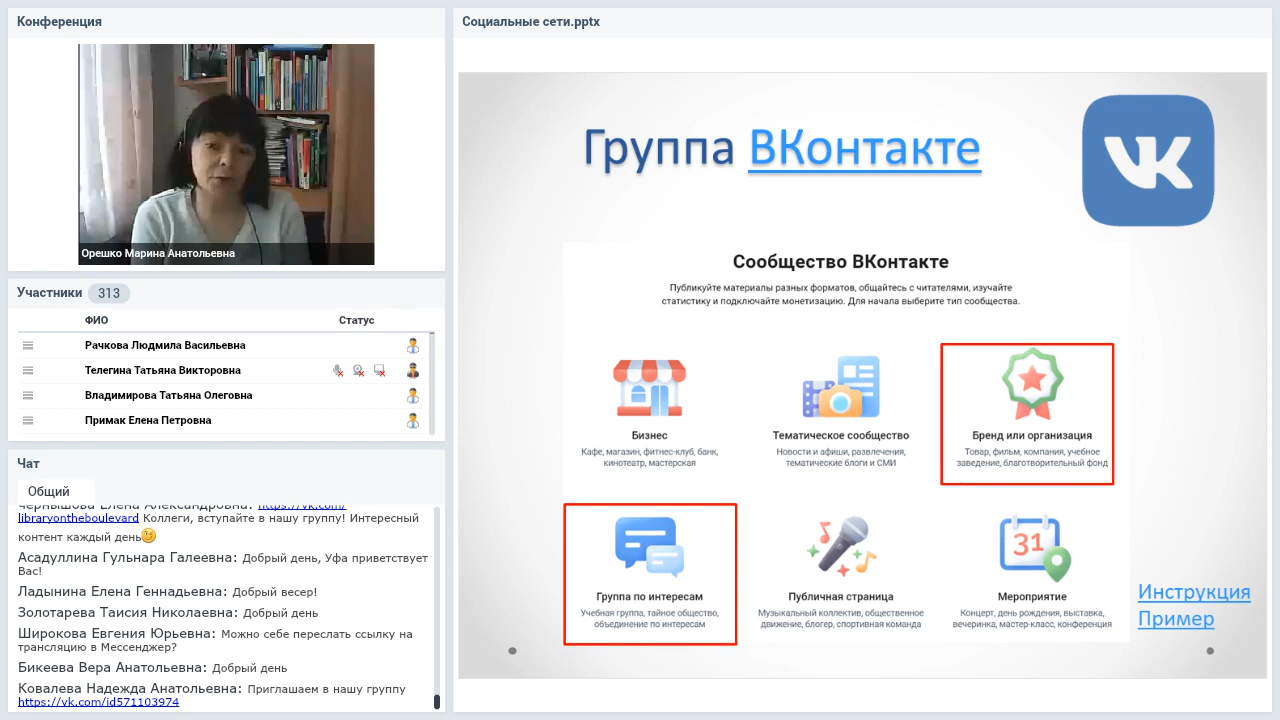 Конференция
Орешко Марина Анатольевна
Участники 313
ФИО Статус
Рачкова Людмила Васильевна
Телегина Татьяна Викторовна
Владимирова Татьяна Олеговна
Примак Елена Петровна
Чат
Общий
Чернышова Елена Александровна: https://vk.com/
libraryontheboulevard Коллеги, вступайте в нашу группу! Интересный
контент каждый день
Асадуллина Гульнара Галеевна: Добрый день, Уфа приветствует
Вас!
Ладынина Елена Геннадьевна: Добрый весер!
Золотарева Таисия Николаевна: Добрый день
Широкова Евгения Юрьевна: Можно себе переслать ссылку на
трансляцию в Мессенджер?
Бикеева Вера Анатольевна: Добрый день
Ковалева Надежда Анатольевна: Приглашаем в нашу группу
https://vk.com/id571103974
Социальные сети.pptx
Группа ВКонтакте
VK
Сообщество ВКонтакте
Публикуйте материалы разных форматов, общайтесь с читателями, изучайте
статистику и подключайте монетизацию. Для начала выберите тип сообщества.
Бизнес
Кафе, магазин, фитнес-клуб, банк,
кинотеатр, мастерская
Тематическое сообщество
Новости и афиши, развлечения,
тематические блоги и СМИ
Бренд или организация
Товар, фильм, компания, учебное
заведение, благотворительный фонд
Группа по интересам
Учебная группа, тайное общество,
объединение по интересам
Публичная страница
Музыкальный коллектив, общественное
движение, блогер, спортивная команда
31
Мероприятие
Концерт, день рождения, выставка,
вечеринка, мастер-класс, конференция
Инструкция
Пример